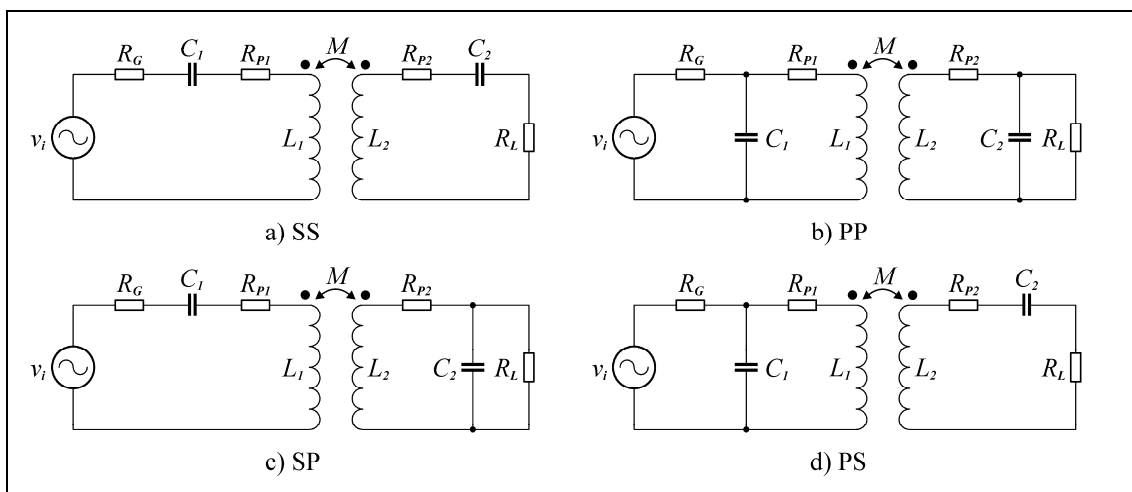 R_G C_1 R_P1 M R_P2 C_2
v_i L_1 L_2 R_L
a) SS
R_G R_P1 M R_P2
v_i C_1 L_1 L_2 C_2 R_L
b) PP
R_G C_1 R_P1 M R_P2
v_i L_1 L_2 C_2 R_L
c) SP
R_G R_P1 M R_P2 C_2
v_i C_1 L_1 L_2 R_L
d) PS